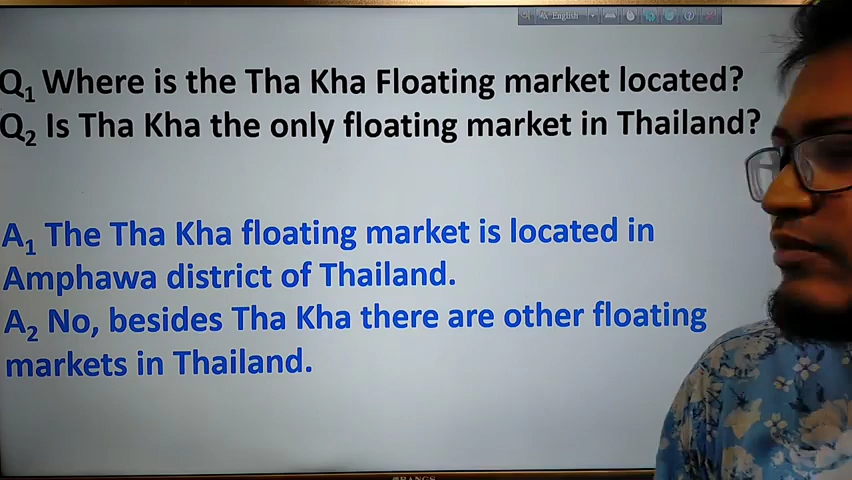 English
Q1 Where is the Tha Kha Floating market located?
Q2 Is Tha Kha the only floating market in Thailand?
A1 The Tha Kha floating market is located in
Amphawa district of Thailand.
A2 No, besides Tha Kha there are other floating
markets in Thailand.
RANGS